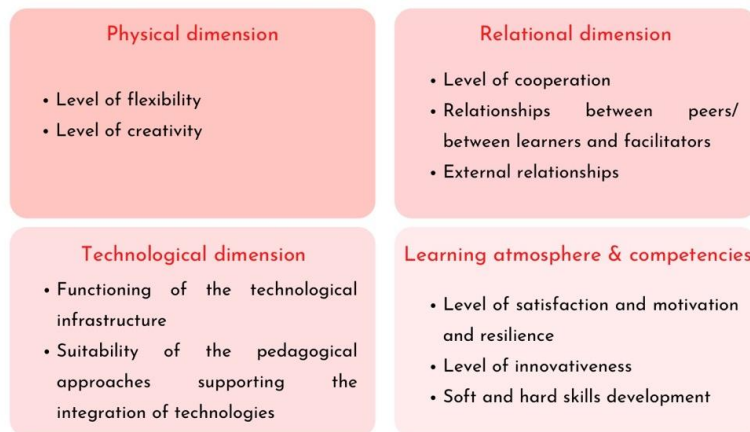 Physical dimension
• Level of flexibility
• Level of creativity
Relational dimension
• Level of cooperation
• Relationships between peers/
between learners and facilitators
• External relationships
Technological dimension
• Functioning of the technological
infrastructure
• Suitability of the pedagogical
approaches supporting the
integration of technologies
Learning atmosphere & competencies
• Level of satisfaction and motivation
and resilience
• Level of innovativeness
• Soft and hard skills development